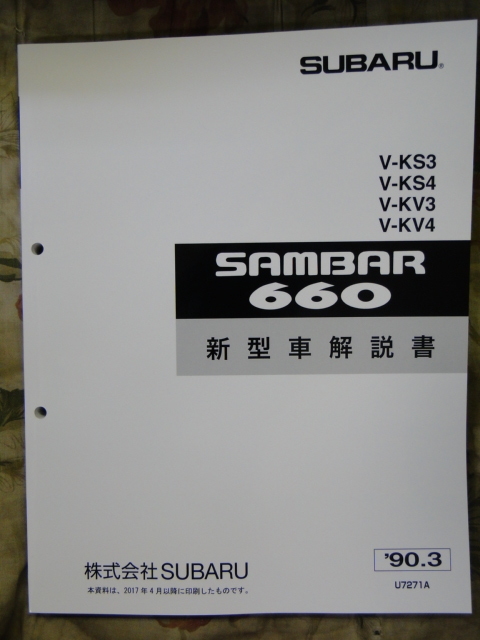 SUBARU®
V-KS3
V-KS4
V-KV3
V-KV4
SAMBAR
660
新型車解説書
'90.3
株式会社SUBARU
U7271A
本資料は、2017年4月以降に印刷したものです。